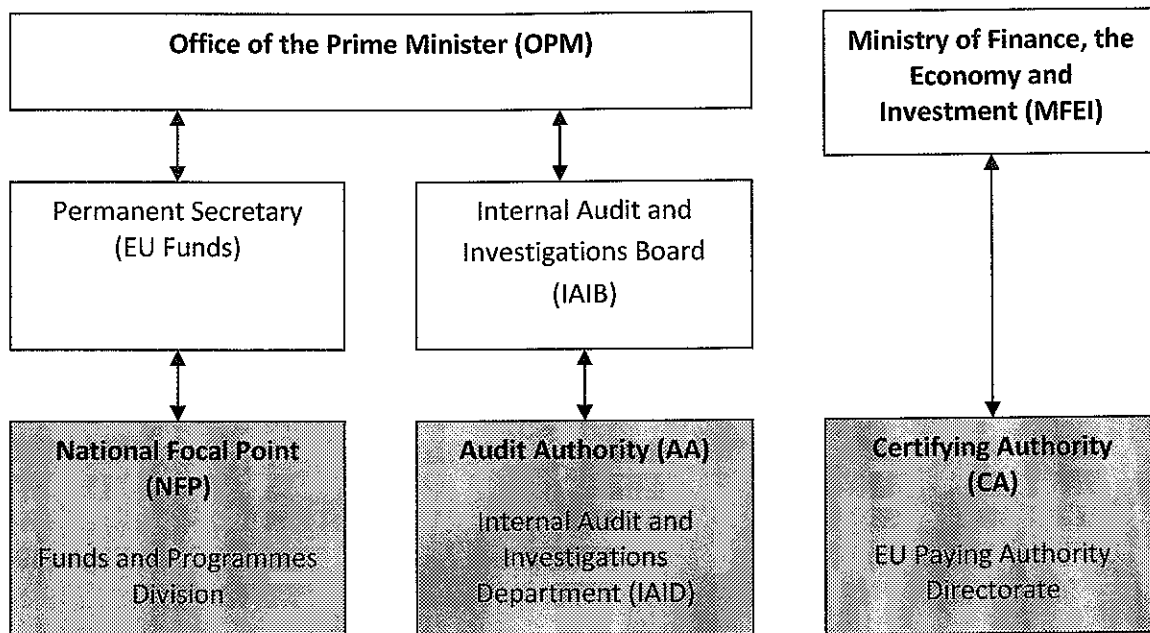 Office of the Prime Minister (OPM)
Ministry of Finance, the
Economy and
Investment (MFEI)
Permanent Secretary
(EU Funds)
Internal Audit and
Investigations Board
(IAIB)
National Focal Point
(NFP)
Funds and Programmes
Division
Audit Authority (AA)
Internal Audit and
Investigations
Department (IAID)
Certifying Authority
(CA)
EU Paying Authority
Directorate